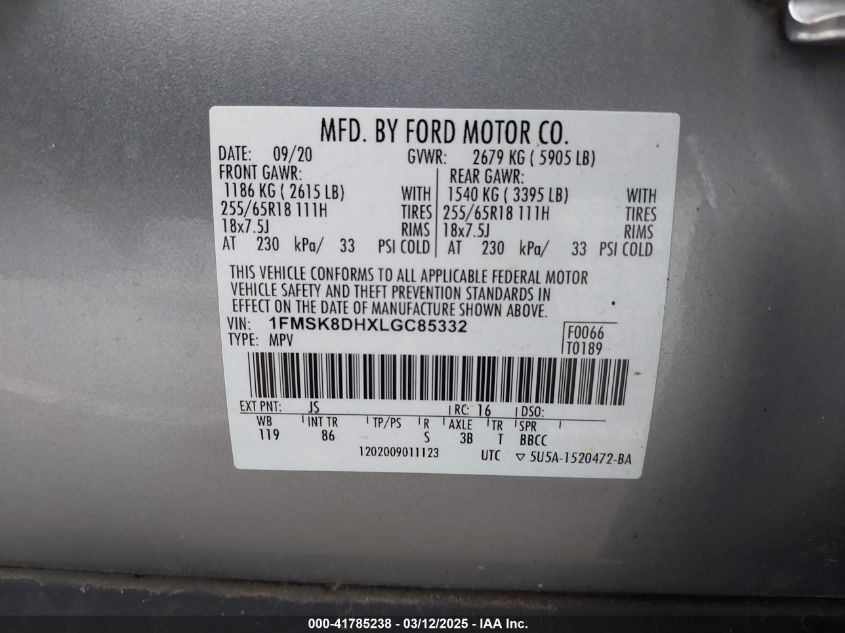 MFD. BY FORD MOTOR CO.
DATE: 09/20 GVWR: 2679 KG ( 5905 LB)
FRONT GAWR: REAR GAWR:
1186 KG ( 2615 LB) WITH 1540 KG ( 3395 LB) WITH
255/65R18 111H TIRES 255/65R18 111H TIRES
18x7.5J RIMS 18x7.5J RIMS
AT 230 kPa/ 33 PSI COLD AT 230 kPa/ 33 PSI COLD
THIS VEHICLE CONFORMS TO ALL APPLICABLE FEDERAL MOTOR
VEHICLE SAFETY AND THEFT PREVENTION STANDARDS IN
EFFECT ON THE DATE OF MANUFACTURE SHOWN ABOVE.
VIN: 1FMSK8DHXLGC85332 F0066
TYPE: MPV T0189
EXT PNT: JS RC: 16 DSO:
WB INT TR TP/PS R AXLE TR SPR
119 86 S 3B T BBCC
1202009011123 UTC ▽ 5U5A-1520472-BA
000-41785238 - 03/12/2025 - IAA Inc.